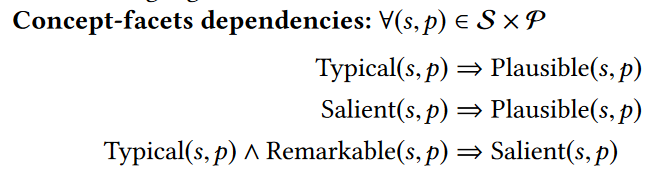 Concept-facets dependencies: ∀(s, p) ∈ 𝒮 × 𝒫
Typical(s, p) ⇒ Plausible(s, p)
Salient(s, p) ⇒ Plausible(s, p)
Typical(s, p) ∧ Remarkable(s, p) ⇒ Salient(s, p)